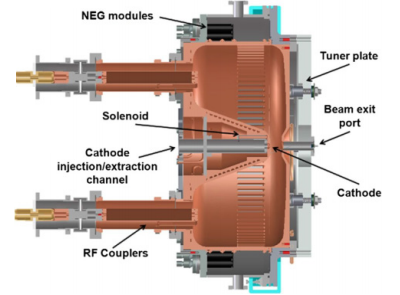 NEG modules
Tuner plate
Solenoid
Beam exit
port
Cathode
injection/extraction
channel
Cathode
RF Couplers